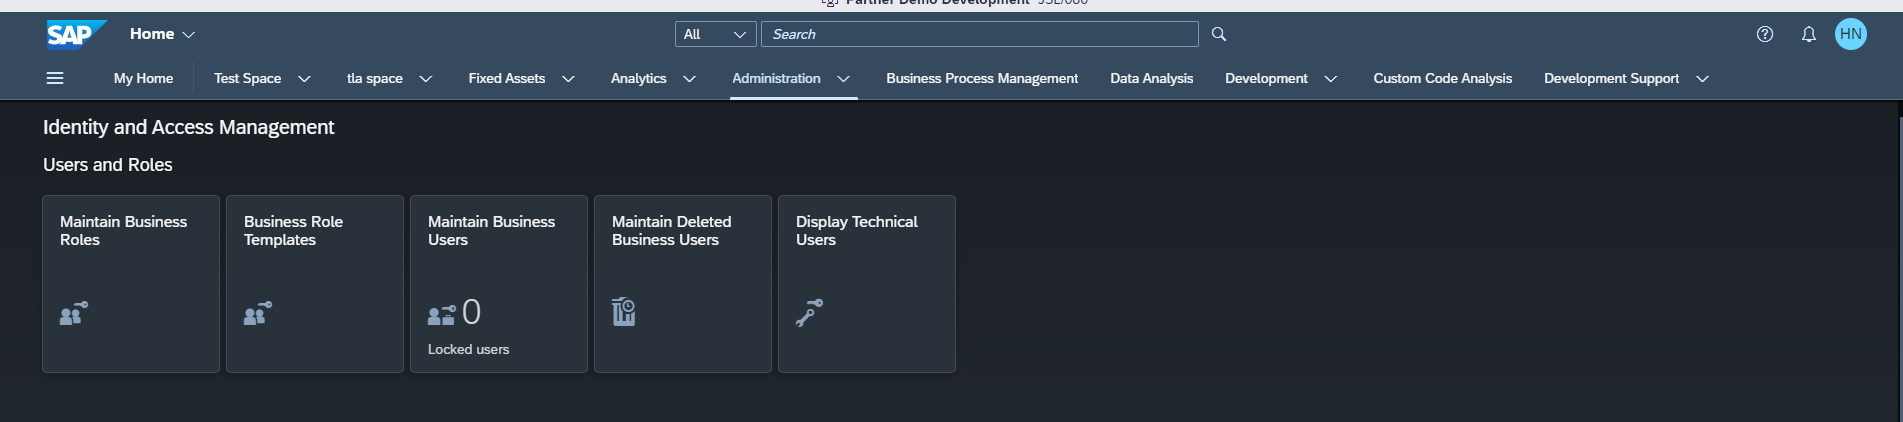 Partner Demo Development
SAP
Home
All
Search
HN
My Home
Test Space
tla space
Fixed Assets
Analytics
Administration
Business Process Management
Data Analysis
Development
Custom Code Analysis
Development Support
Identity and Access Management
Users and Roles
Maintain Business
Roles
Business Role
Templates
Maintain Business
Users
0
Locked users
Maintain Deleted
Business Users
Display Technical
Users